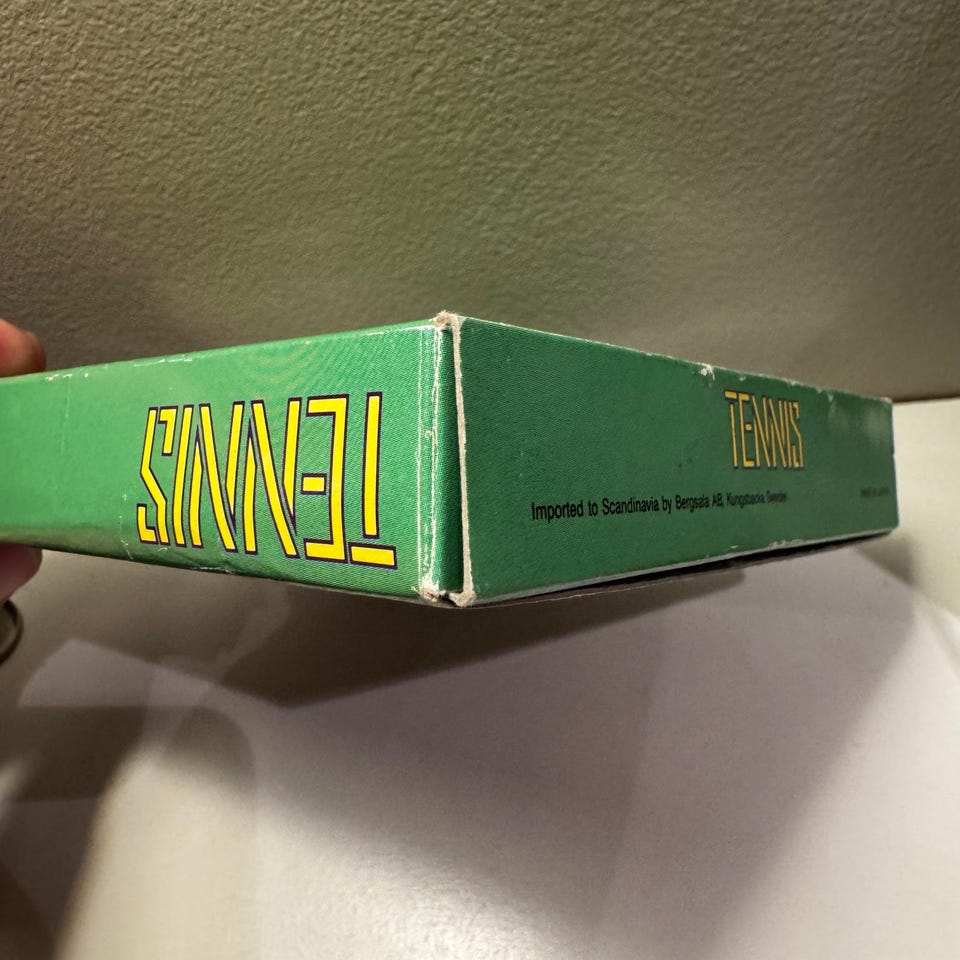 TENNIS
TENNIS
Imported to Scandinavia by Bergsala AB, Kungsbacka Sweden